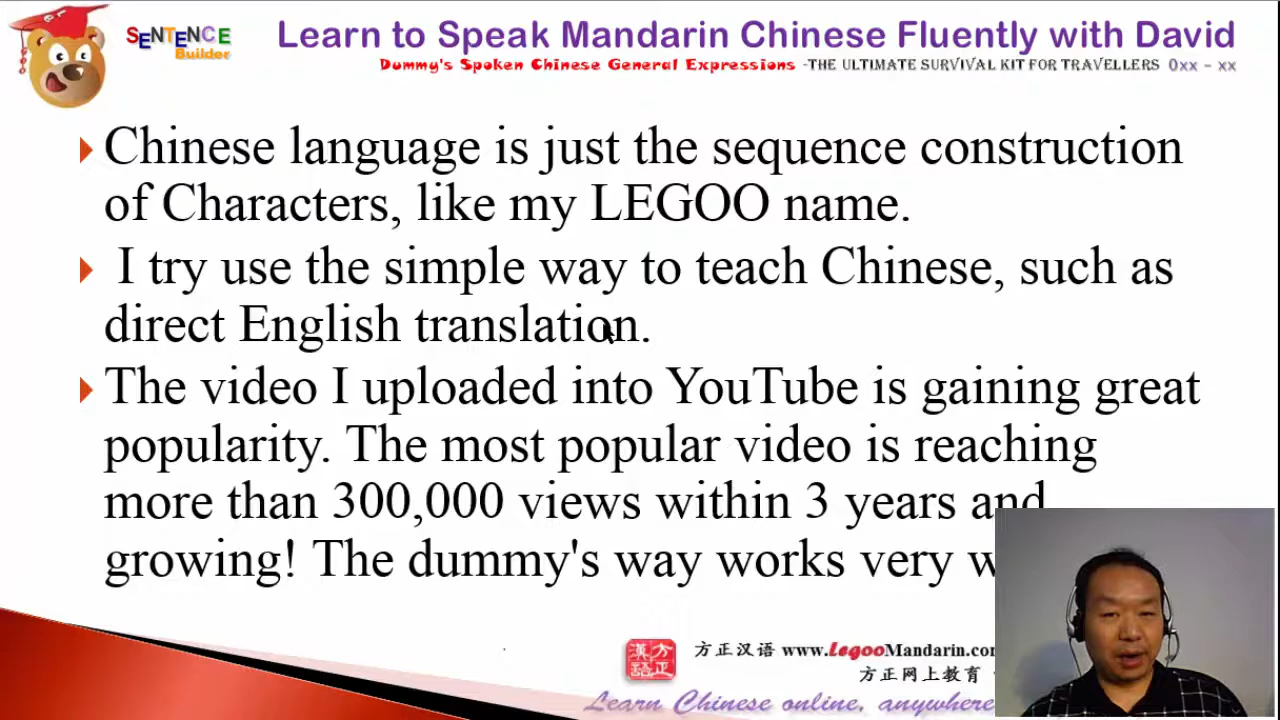 SENTENCE
Builder
Learn to Speak Mandarin Chinese Fluently with David
Dummy's Spoken Chinese General Expressions -THE ULTIMATE SURVIVAL KIT FOR TRAVELLERS 0xx - xx
Chinese language is just the sequence construction
of Characters, like my LEGOO name.
I try use the simple way to teach Chinese, such as
direct English translation.
The video I uploaded into YouTube is gaining great
popularity. The most popular video is reaching
more than 300,000 views within 3 years and
growing! The dummy's way works very
漢語 方正
方正汉语 www.LegooMandarin.com
方正网上教育
Learn Chinese online, anywhere